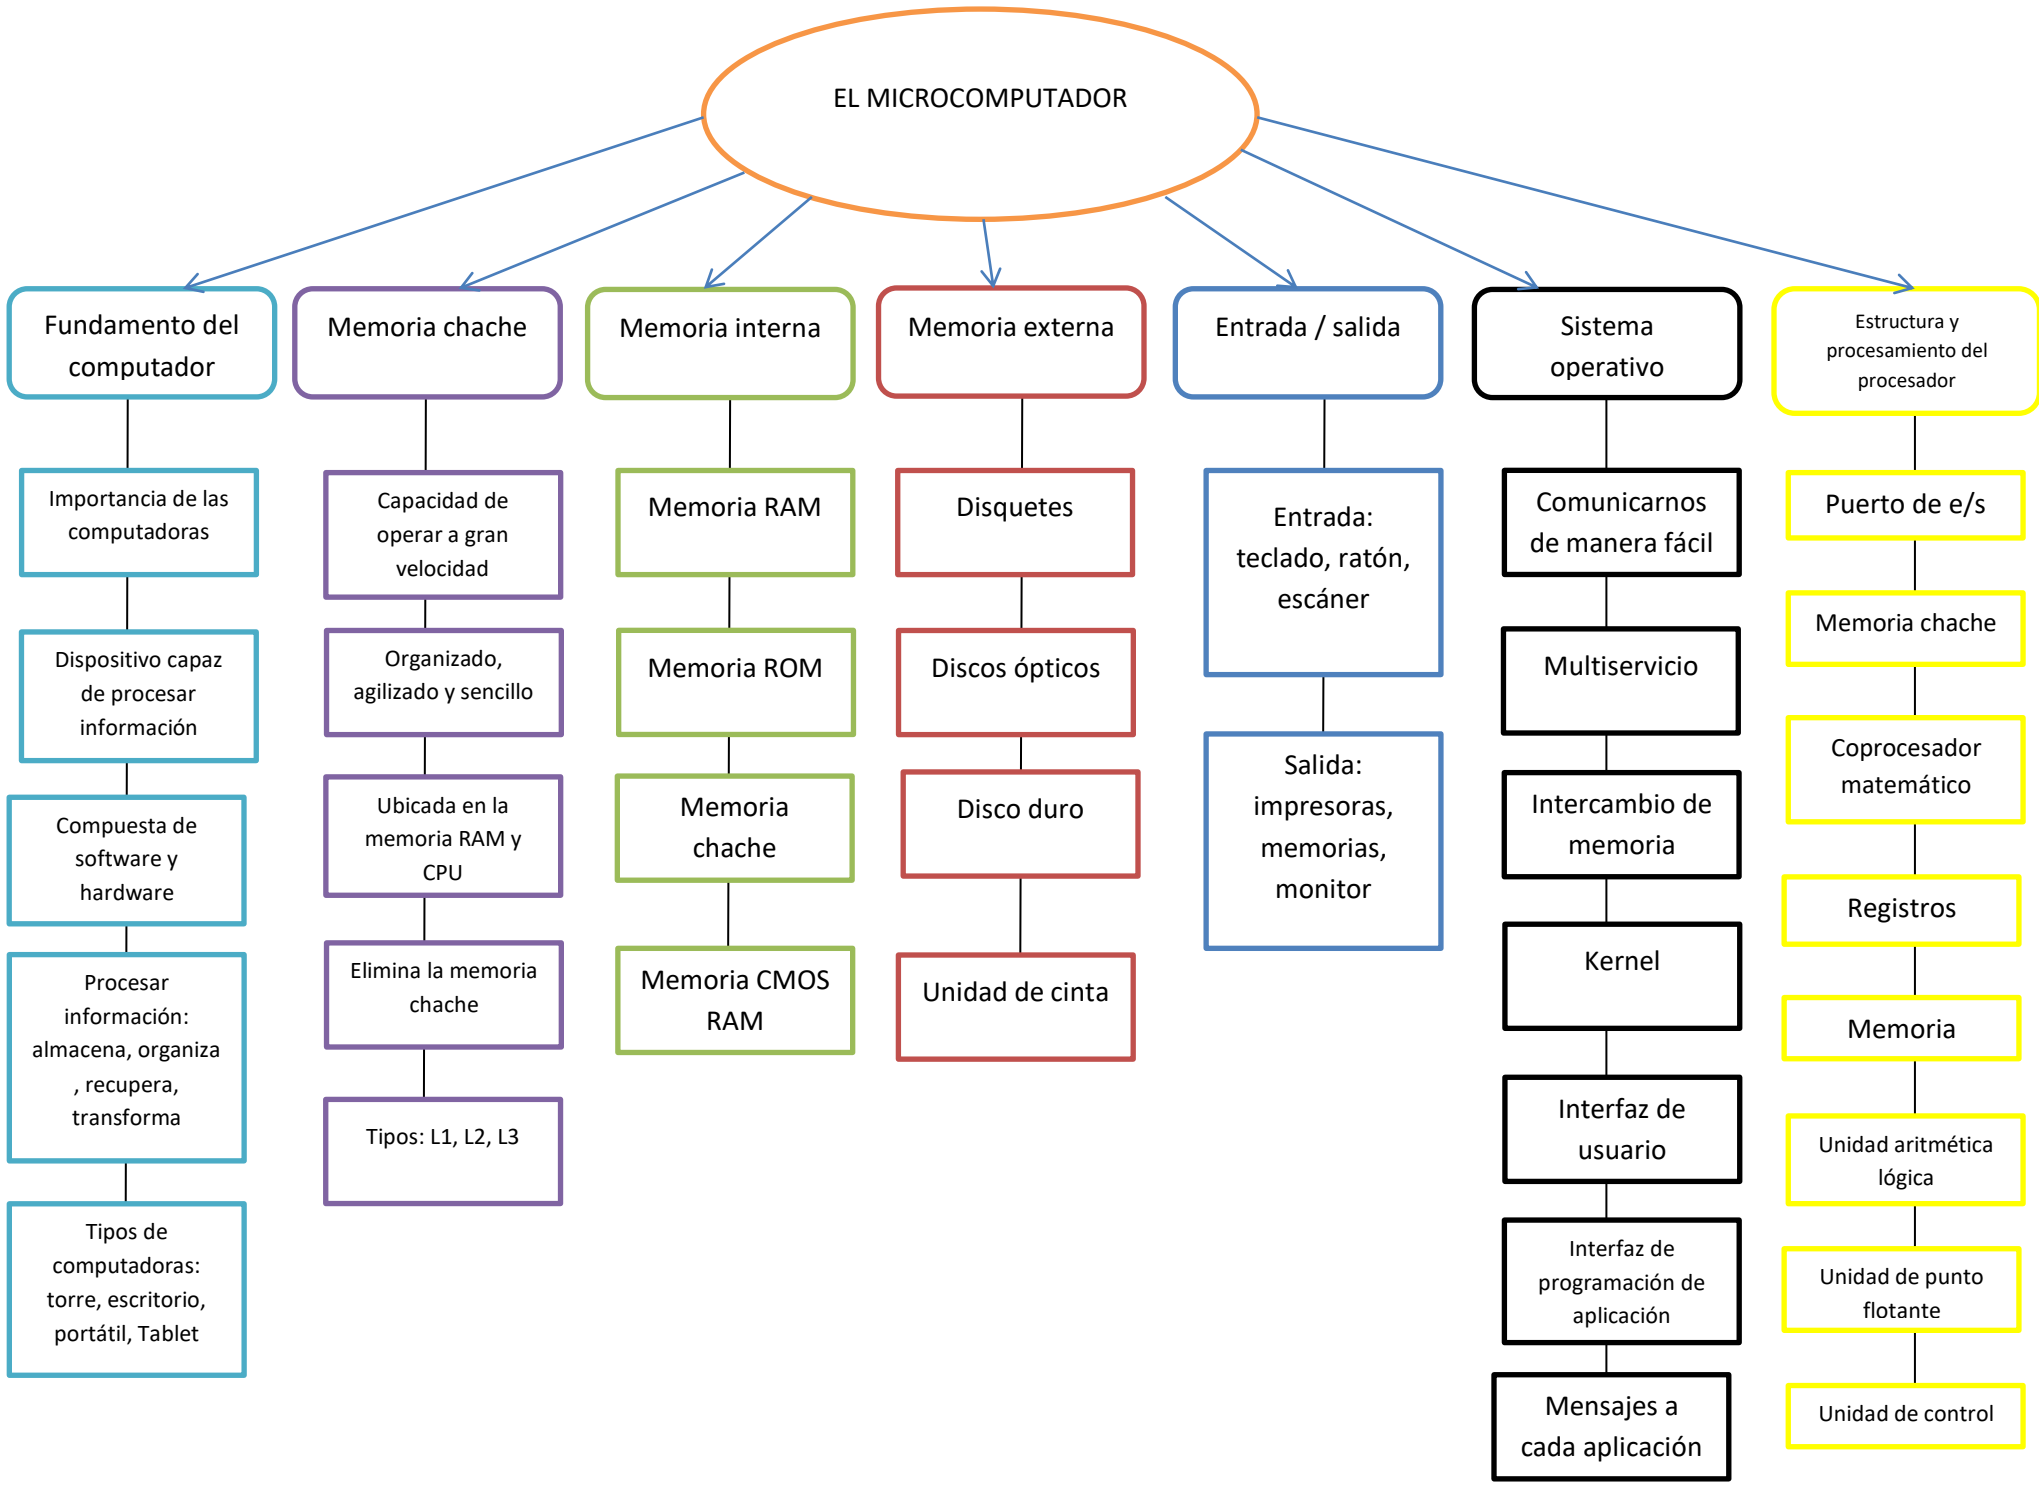 EL MICROCOMPUTADOR
Fundamento del
computador
Importancia de las
computadoras
Dispositivo capaz
de procesar
información
Compuesta de
software y
hardware
Procesar
información:
almacena, organiza
, recupera,
transforma
Tipos de
computadoras:
torre, escritorio,
portátil, Tablet
Memoria chache
Capacidad de
operar a gran
velocidad
Organizado,
agilizado y sencillo
Ubicada en la
memoria RAM y
CPU
Elimina la memoria
chache
Tipos: L1, L2, L3
Memoria interna
Memoria RAM
Memoria ROM
Memoria
chache
Memoria CMOS
RAM
Memoria externa
Disquetes
Discos ópticos
Disco duro
Unidad de cinta
Entrada / salida
Entrada:
teclado, ratón,
escáner
Salida:
impresoras,
memorias,
monitor
Sistema
operativo
Comunicarnos
de manera fácil
Multiservicio
Intercambio de
memoria
Kernel
Interfaz de
usuario
Interfaz de
programación de
aplicación
Mensajes a
cada aplicación
Estructura y
procesamiento del
procesador
Puerto de e/s
Memoria chache
Coprocesador
matemático
Registros
Memoria
Unidad aritmética
lógica
Unidad de punto
flotante
Unidad de control